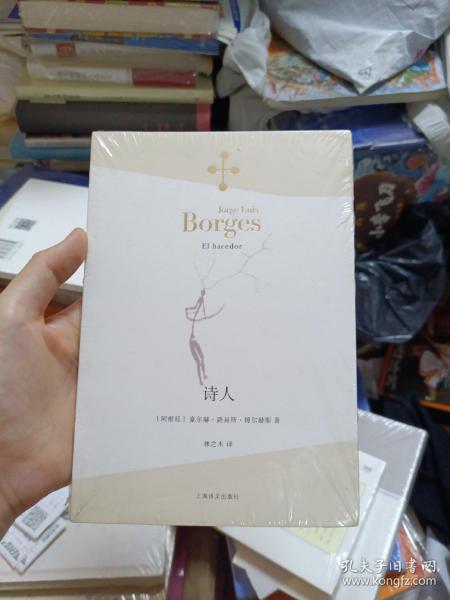 Jorge Luis
Borges
El hacedor
诗人
〔阿根廷〕豪尔赫·路易斯·博尔赫斯 著
林之木 译
上海译文出版社
孔夫子旧书网
www.kongfz.com